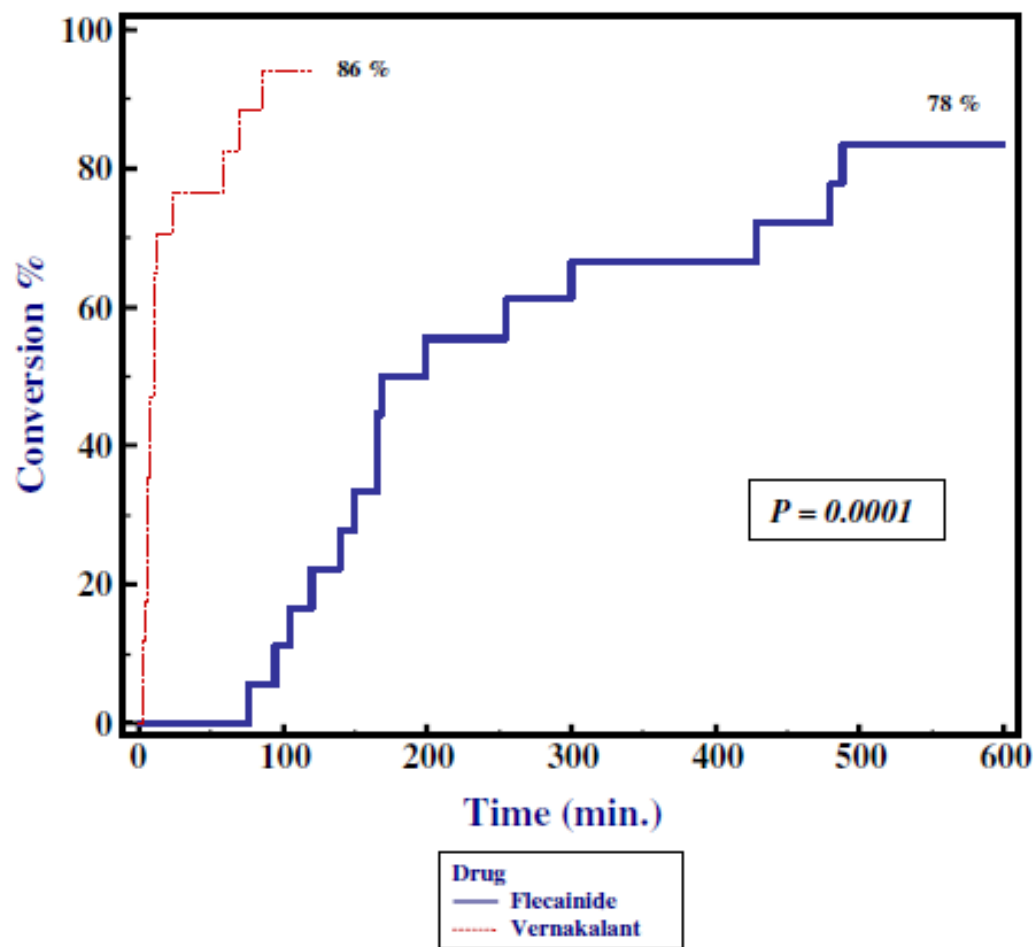 100
86 %
78 %
80
60
Conversion %
40
P = 0.0001
20
0
0 100 200 300 400 500 600
Time (min.)
Drug
Flecainide
Vernakalant